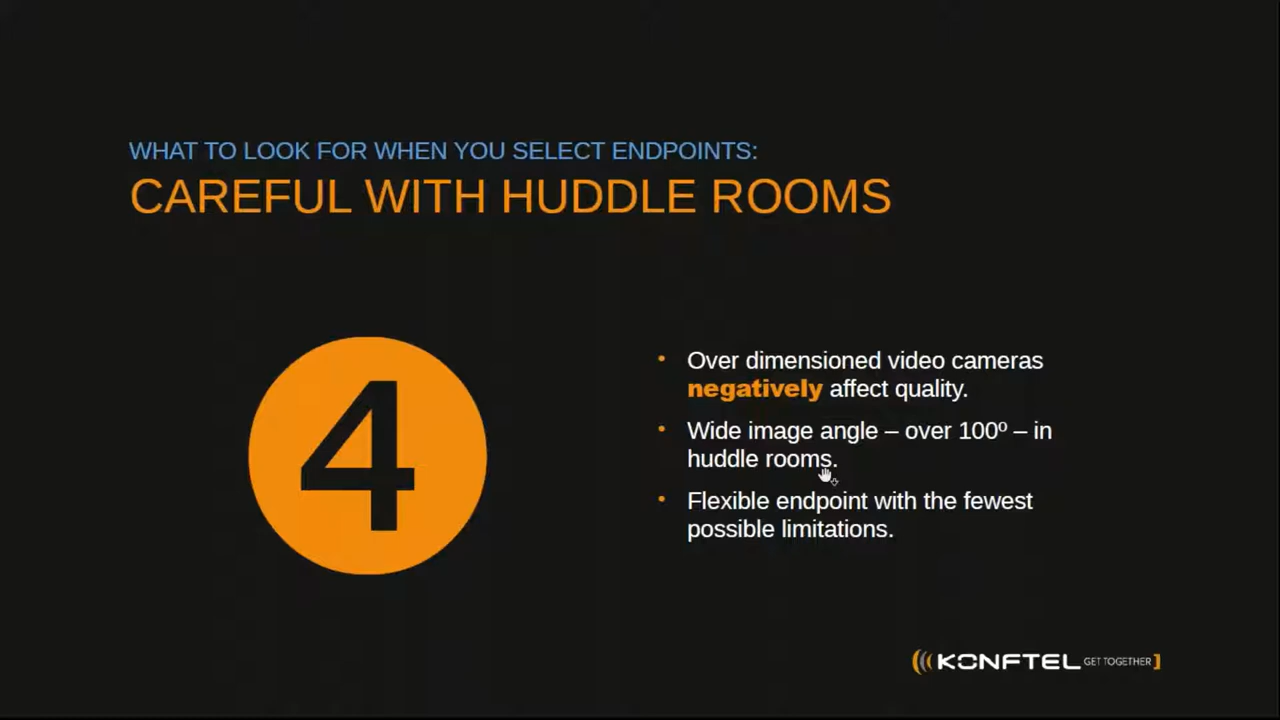 WHAT TO LOOK FOR WHEN YOU SELECT ENDPOINTS:
CAREFUL WITH HUDDLE ROOMS
4
• Over dimensioned video cameras
negatively affect quality.
• Wide image angle – over 100º – in
huddle rooms.
• Flexible endpoint with the fewest
possible limitations.
KONFTEL GET TOGETHER